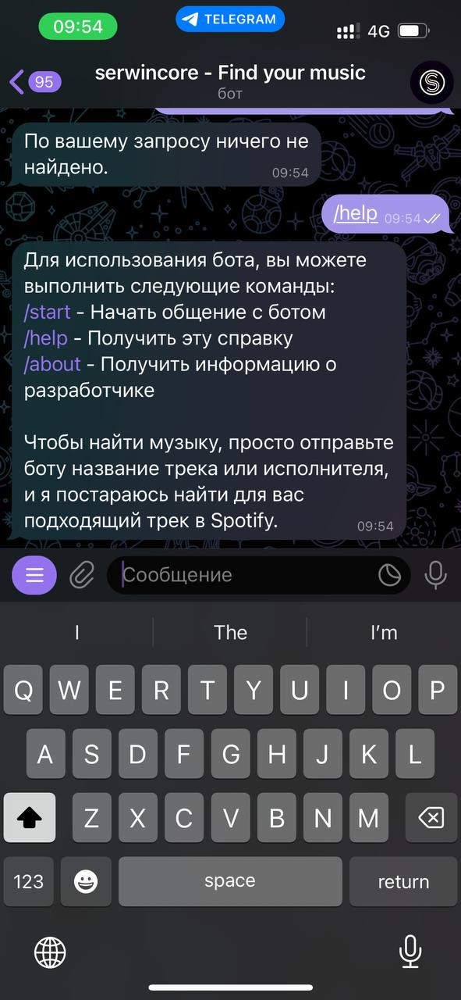 09:54
TELEGRAM
4G
95
serwincore - Find your music
бот
По вашему запросу ничего не
найдено.
09:54
/help 09:54
Для использования бота, вы можете
выполнить следующие команды:
/start - Начать общение с ботом
/help - Получить эту справку
/about - Получить информацию о
разработчике
Чтобы найти музыку, просто отправьте
боту название трека или исполнителя,
и я постараюсь найти для вас
подходящий трек в Spotify.
09:54
Сообщение
I The I’m
Q W E R T Y U I O P
A S D F G H J K L
Z X C V B N M
123 space return